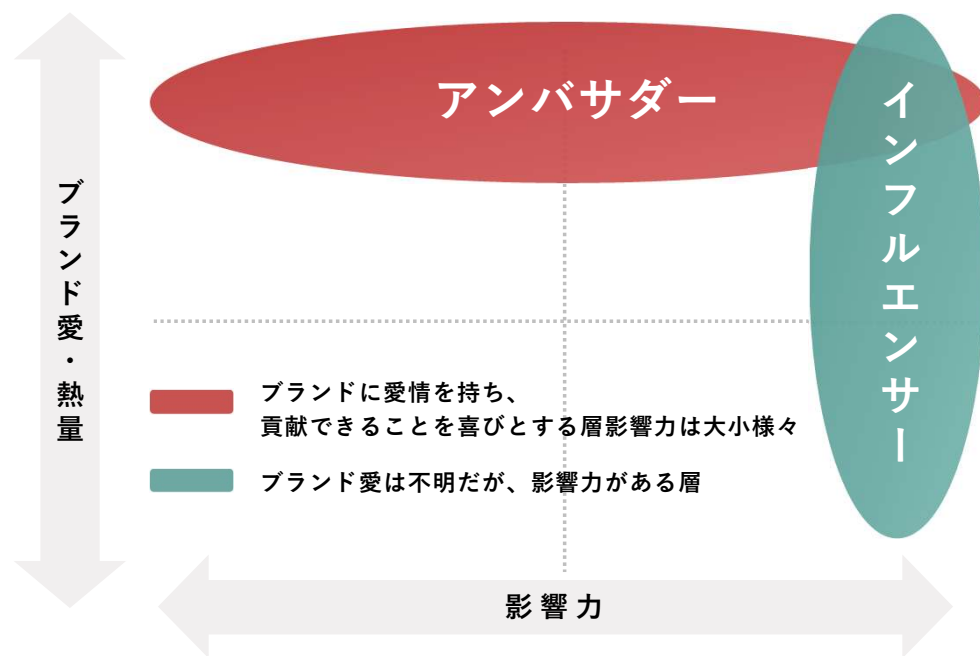 アンバサダー
インフルエンサー
ブランド愛・熱量
ブランドに愛情を持ち、
貢献できることを喜びとする層影響力は大小様々
ブランド愛は不明だが、影響力がある層
影響力